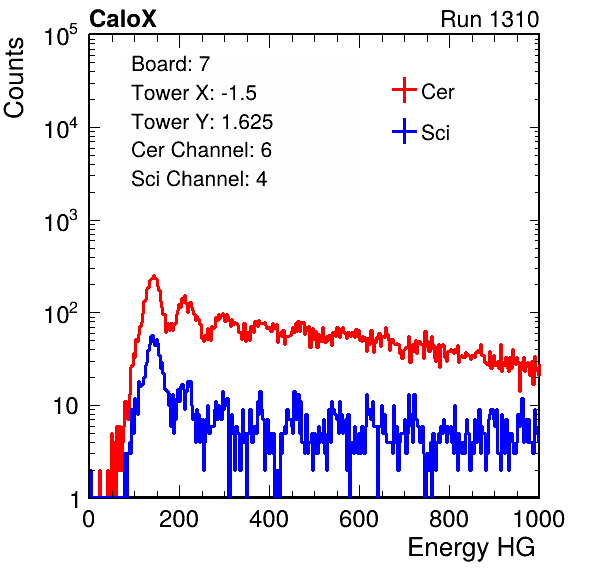 CaloX Run 1310
Counts
10^5
10^4
10^3
10^2
10
1
Board: 7
Tower X: -1.5
Tower Y: 1.625
Cer Channel: 6
Sci Channel: 4
Cer
Sci
0 200 400 600 800 1000
Energy HG